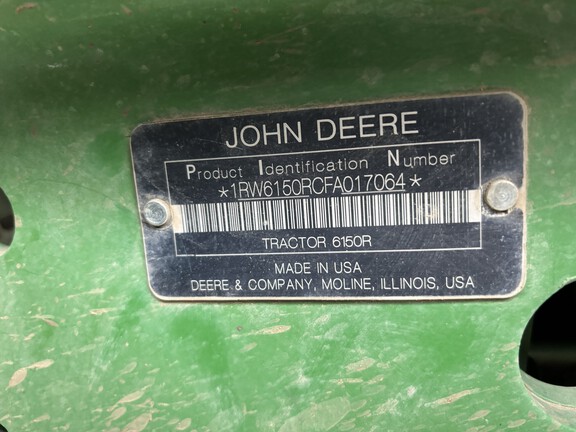 JOHN DEERE
Product Identification Number
*1RW6150RCFA017064*
TRACTOR 6150R
MADE IN USA
DEERE & COMPANY, MOLINE, ILLINOIS, USA